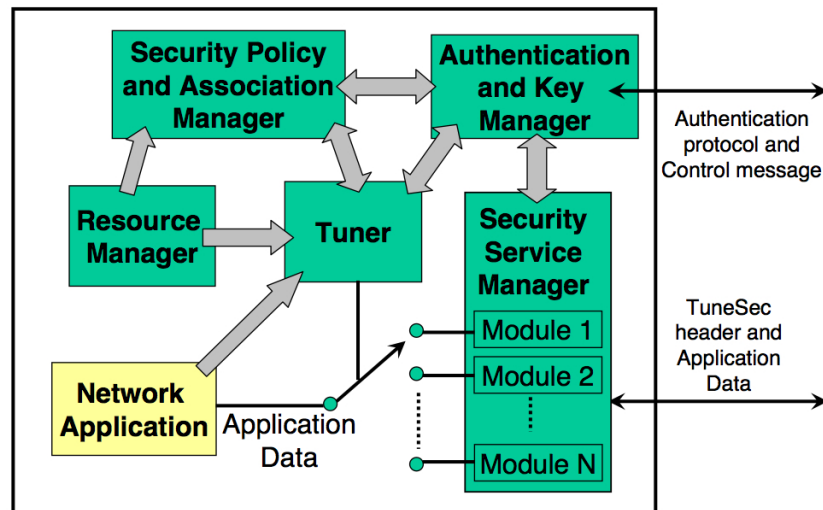 Security Policy
and Association
Manager
Authentication
and Key
Manager
Authentication
protocol and
Control message
Resource
Manager
Tuner
Security
Service
Manager
Module 1
Module 2
Module N
TuneSec
header and
Application
Data
Network
Application
Application
Data